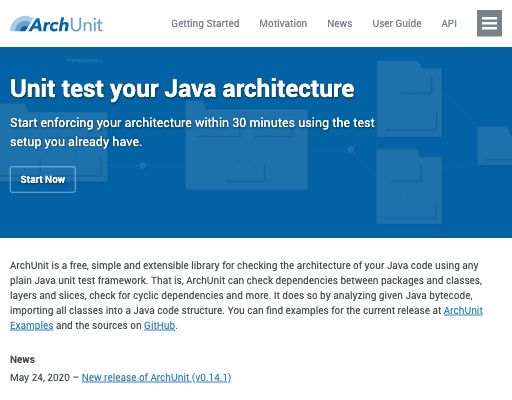 ArchUnit
Getting Started Motivation News User Guide API
Unit test your Java architecture
Start enforcing your architecture within 30 minutes using the test
setup you already have.
Start Now
ArchUnit is a free, simple and extensible library for checking the architecture of your Java code using any
plain Java unit test framework. That is, ArchUnit can check dependencies between packages and classes,
layers and slices, check for cyclic dependencies and more. It does so by analyzing given Java bytecode,
importing all classes into a Java code structure. You can find examples for the current release at ArchUnit
Examples and the sources on GitHub.
News
May 24, 2020 – New release of ArchUnit (v0.14.1)